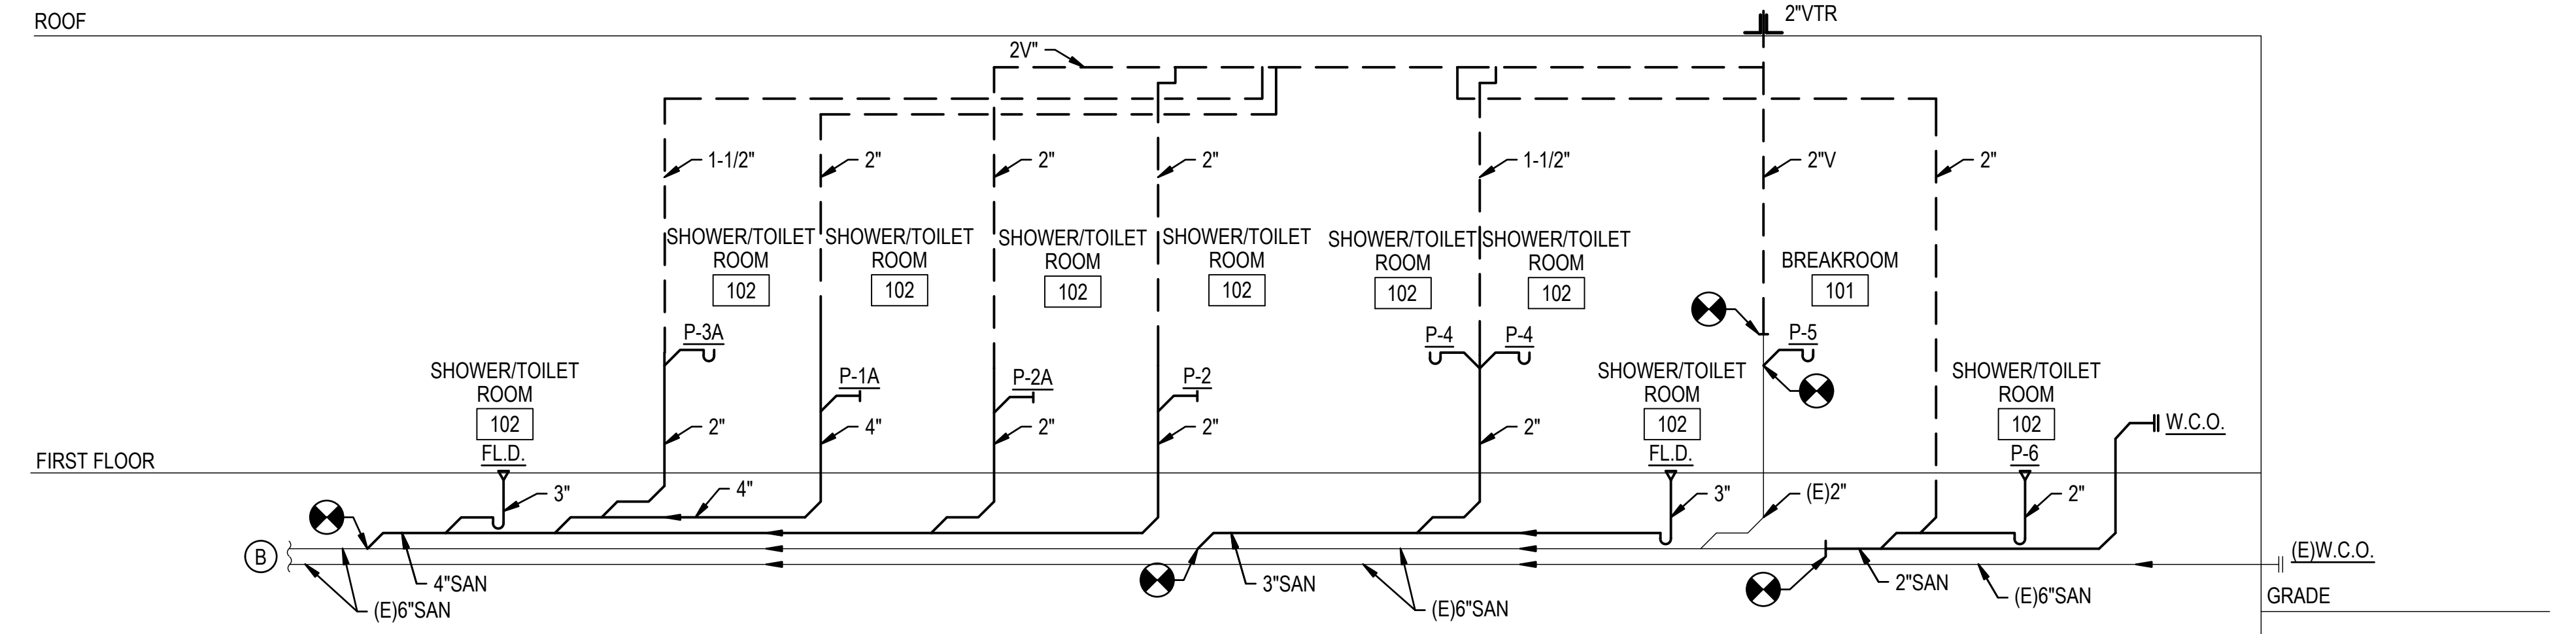 ROOF
2"VTR
2V"
1-1/2"
2"
2"
2"
1-1/2"
2"V
2"
SHOWER/TOILET
ROOM
102
SHOWER/TOILET
ROOM
102
SHOWER/TOILET
ROOM
102
SHOWER/TOILET
ROOM
102
SHOWER/TOILET
ROOM
102
SHOWER/TOILET
ROOM
102
BREAKROOM
101
P-3A
P-4
P-4
P-5
SHOWER/TOILET
ROOM
102
FL.D.
P-1A
P-2A
P-2
SHOWER/TOILET
ROOM
102
FL.D.
SHOWER/TOILET
ROOM
102
P-6
2"
4"
2"
2"
2"
W.C.O.
FIRST FLOOR
3"
4"
3"
(E)2"
2"
B
4"SAN
(E)6"SAN
3"SAN
(E)6"SAN
2"SAN
(E)6"SAN
(E)W.C.O.
GRADE